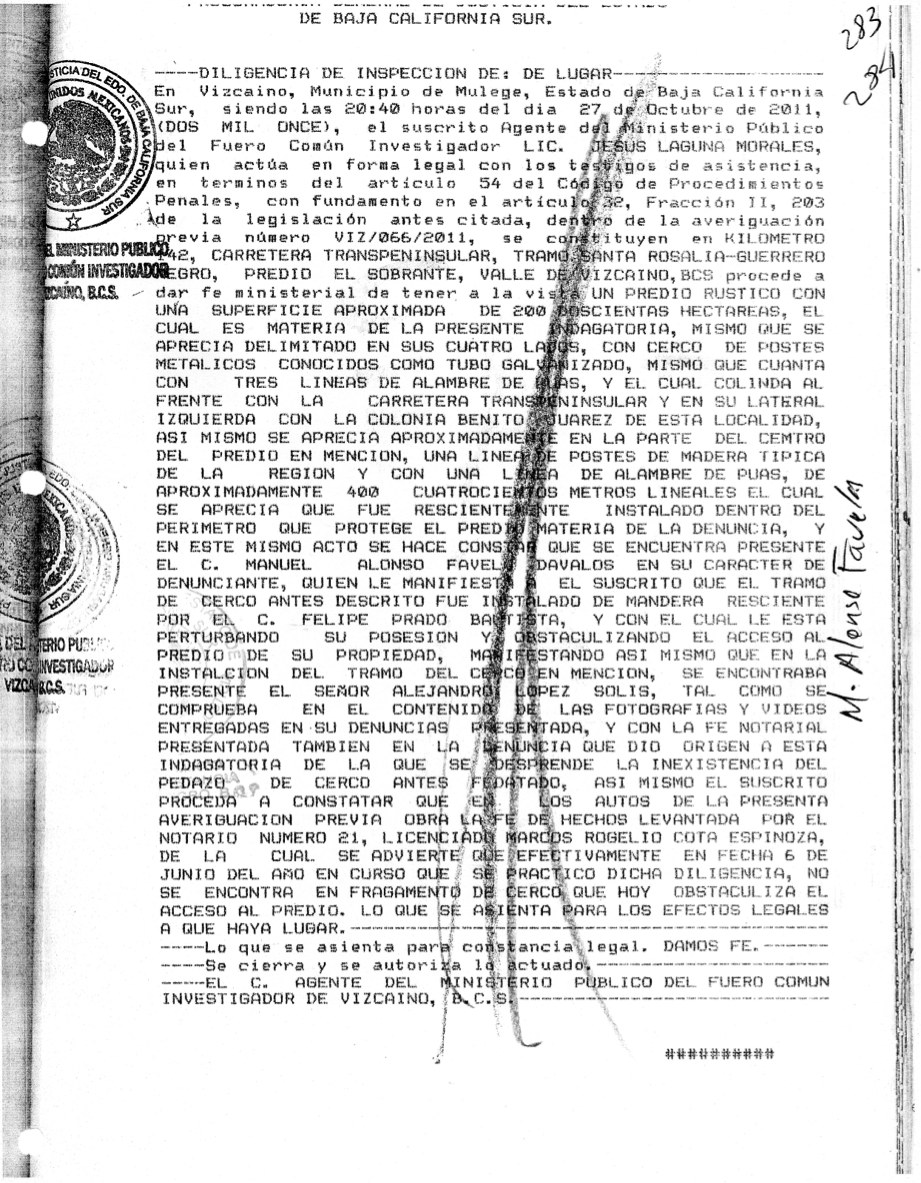 PROCURADURIA GENERAL DE JUSTICIA DEL ESTADO
DE BAJA CALIFORNIA SUR.
283
284
----DILIGENCIA DE INSPECCION DE: DE LUGAR----
En Vizcaino, Municipio de Mulege, Estado de Baja California
Sur, siendo las 20:40 horas del dia 27 de Octubre de 2011,
(DOS MIL ONCE), el suscrito Agente del Ministerio Público
del Fuero Común Investigador LIC. JESUS LAGUNA MORALES,
quien actúa en forma legal con los testigos de asistencia,
en terminos del articulo 54 del Código de Procedimientos
Penales, con fundamento en el articulo 32, Fracción II, 203
de la legislación antes citada, dentro de la averiguación
previa número VIZ/066/2011, se constituyen en KILOMETRO
142, CARRETERA TRANSPENINSULAR, TRAMO SANTA ROSALIA-GUERRERO
NEGRO, PREDIO EL SOBRANTE, VALLE DE VIZCAINO, BCS procede a
dar fe ministerial de tener a la vista UN PREDIO RUSTICO CON
UNA SUPERFICIE APROXIMADA DE 200 DOSCIENTAS HECTAREAS, EL
CUAL ES MATERIA DE LA PRESENTE INDAGATORIA, MISMO QUE SE
APRECIA DELIMITADO EN SUS CUATRO LADOS, CON CERCO DE POSTES
METALICOS CONOCIDOS COMO TUBO GALVANIZADO, MISMO QUE CUANTA
CON TRES LINEAS DE ALAMBRE DE PUAS, Y EL CUAL COLINDA AL
FRENTE CON LA CARRETERA TRANSPENINSULAR Y EN SU LATERAL
IZQUIERDA CON LA COLONIA BENITO JUAREZ DE ESTA LOCALIDAD,
ASI MISMO SE APRECIA APROXIMADAMENTE EN LA PARTE DEL CEMTRO
DEL PREDIO EN MENCION, UNA LINEA DE POSTES DE MADERA TIPICA
DE LA REGION Y CON UNA LINEA DE ALAMBRE DE PUAS, DE
APROXIMADAMENTE 400 CUATROCIENTOS METROS LINEALES EL CUAL
SE APRECIA QUE FUE RESCIENTEMENTE INSTALADO DENTRO DEL
PERIMETRO QUE PROTEGE EL PREDIO MATERIA DE LA DENUNCIA, Y
EN ESTE MISMO ACTO SE HACE CONSTAR QUE SE ENCUENTRA PRESENTE
EL C. MANUEL ALONSO FAVELA DAVALOS EN SU CARACTER DE
DENUNCIANTE, QUIEN LE MANIFIESTA A EL SUSCRITO QUE EL TRAMO
DE CERCO ANTES DESCRITO FUE INSTALADO DE MANDERA RESCIENTE
POR EL C. FELIPE PRADO BAUTISTA, Y CON EL CUAL LE ESTA
PERTURBANDO SU POSESION Y OBSTACULIZANDO EL ACCESO AL
PREDIO DE SU PROPIEDAD, MANIFESTANDO ASI MISMO QUE EN LA
INSTALCION DEL TRAMO DEL CERCO EN MENCION, SE ENCONTRABA
PRESENTE EL SEÑOR ALEJANDRO LOPEZ SOLIS, TAL COMO SE
COMPRUEBA EN EL CONTENIDO DE LAS FOTOGRAFIAS Y VIDEOS
ENTREGADAS EN SU DENUNCIAS PRESENTADA, Y CON LA FE NOTARIAL
PRESENTADA TAMBIEN EN LA DENUNCIA QUE DIO ORIGEN A ESTA
INDAGATORIA DE LA QUE SE DESPRENDE LA INEXISTENCIA DEL
PEDAZO DE CERCO ANTES FEDATADO, ASI MISMO EL SUSCRITO
PROCEDA A CONSTATAR QUE EN LOS AUTOS DE LA PRESENTA
AVERIGUACION PREVIA OBRA LA FE DE HECHOS LEVANTADA POR EL
NOTARIO NUMERO 21, LICENCIADO MARCOS ROGELIO COTA ESPINOZA,
DE LA CUAL SE ADVIERTE QUE EFECTIVAMENTE EN FECHA 6 DE
JUNIO DEL AÑO EN CURSO QUE SE PRACTICO DICHA DILIGENCIA, NO
SE ENCONTRA EN FRAGAMENTO DE CERCO QUE HOY OBSTACULIZA EL
ACCESO AL PREDIO. LO QUE SE ASIENTA PARA LOS EFECTOS LEGALES
A QUE HAYA LUGAR.----
----Lo que se asienta para constancia legal. DAMOS FE.----
----Se cierra y se autoriza lo actuado.----
----EL C. AGENTE DEL MINISTERIO PUBLICO DEL FUERO COMUN
INVESTIGADOR DE VIZCAINO, B.C.S.----
##########
M. Alonso Favela
EL MINISTERIO PUBLICO
COMÚN INVESTIGADOR
VIZCAÍNO, B.C.S.